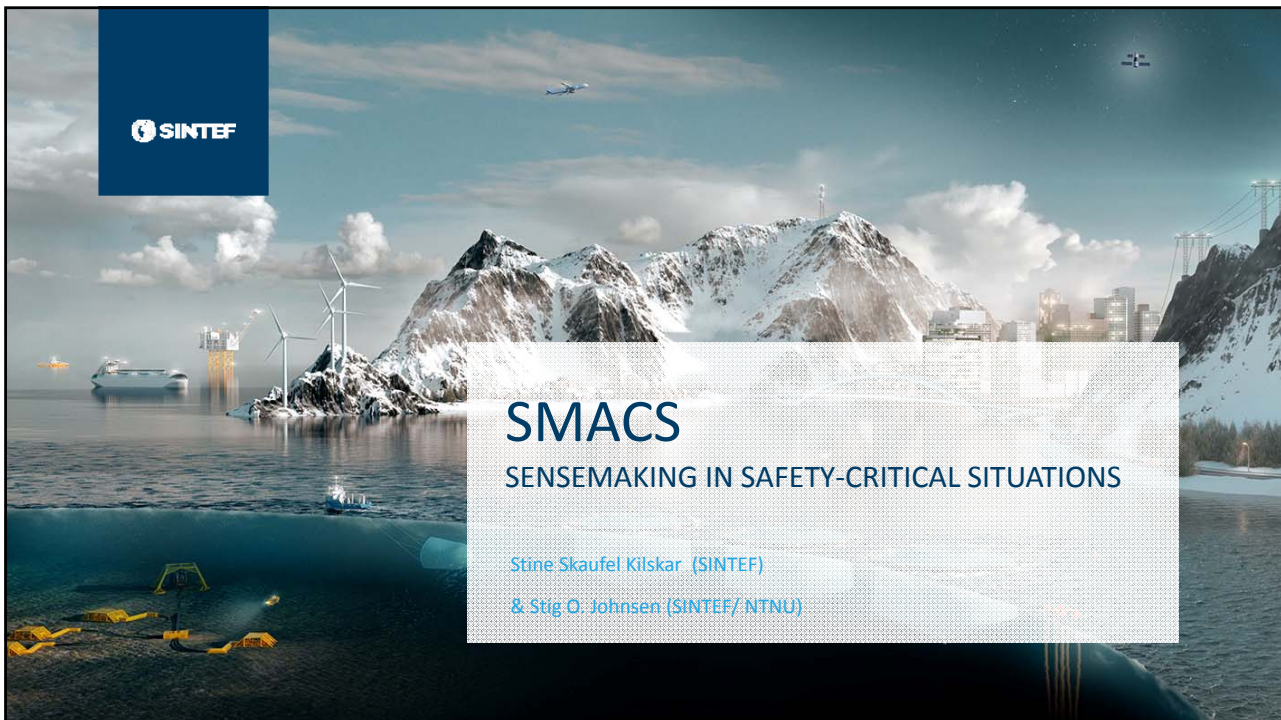 SINTEF
SMACS
SENSEMAKING IN SAFETY-CRITICAL SITUATIONS
Stine Skaufel Kilskar (SINTEF)
& Stig O. Johnsen (SINTEF/ NTNU)